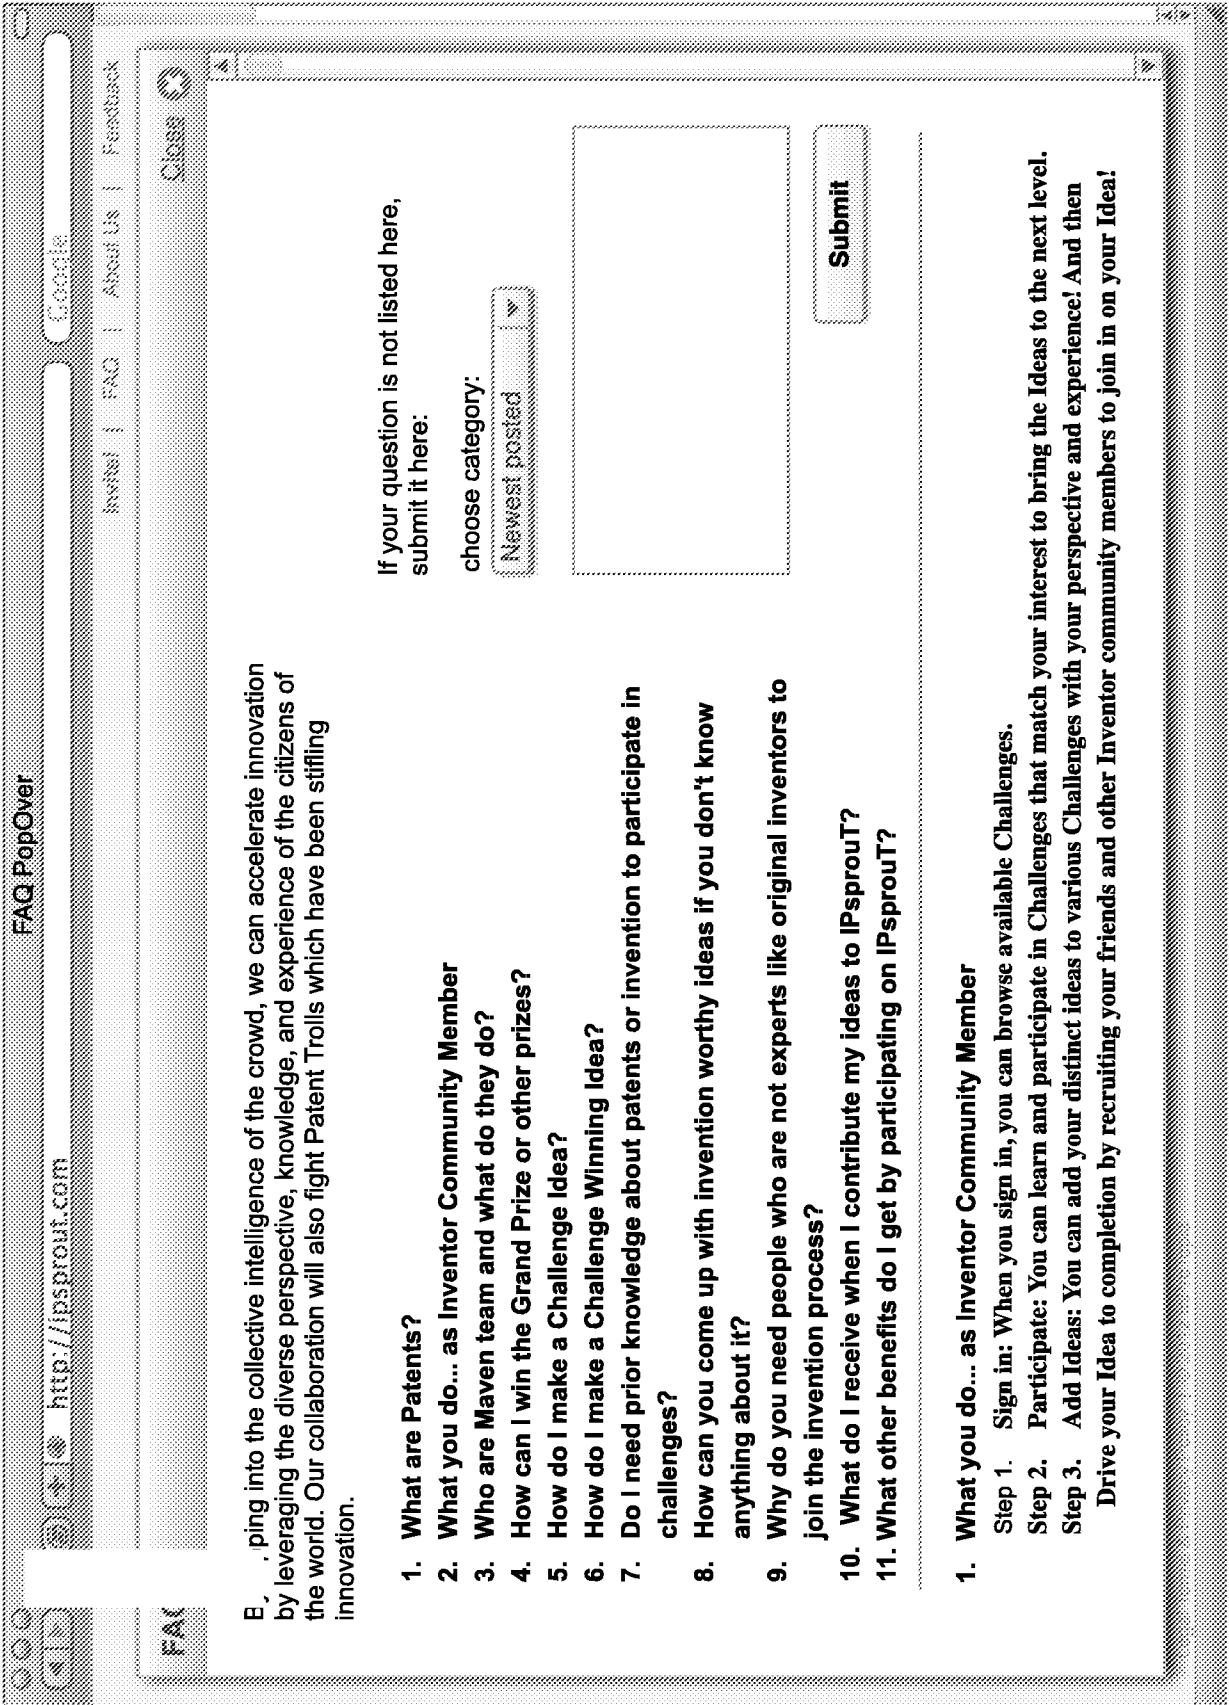 FAQ PopOver
http://ipsprout.com
Google
Invite! | FAQ | About Us | Feedback
FA
Close
ping into the collective intelligence of the crowd, we can accelerate innovation
by leveraging the diverse perspective, knowledge, and experience of the citizens of
the world. Our collaboration will also fight Patent Trolls which have been stifling
innovation.
If your question is not listed here,
submit it here:
choose category:
Newest posted
Submit
1. What are Patents?
2. What you do... as Inventor Community Member
3. Who are Maven team and what do they do?
4. How can I win the Grand Prize or other prizes?
5. How do I make a Challenge Idea?
6. How do I make a Challenge Winning Idea?
7. Do I need prior knowledge about patents or invention to participate in
challenges?
8. How can you come up with invention worthy ideas if you don't know
anything about it?
9. Why do you need people who are not experts like original inventors to
join the invention process?
10. What do I receive when I contribute my ideas to IPsprouT?
11. What other benefits do I get by participating on IPsprouT?
1. What you do... as Inventor Community Member
Step 1. Sign in: When you sign in, you can browse available Challenges.
Step 2. Participate: You can learn and participate in Challenges that match your interest to bring the Ideas to the next level.
Step 3. Add Ideas: You can add your distinct ideas to various Challenges with your perspective and experience! And then
Drive your Idea to completion by recruiting your friends and other Inventor community members to join in on your Idea!